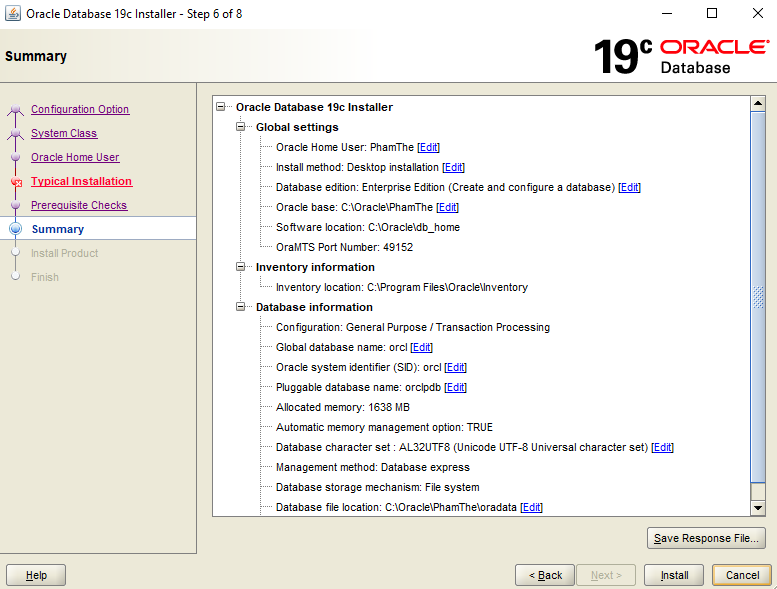 Oracle Database 19c Installer - Step 6 of 8
Summary
19c ORACLE
Database
Configuration Option
System Class
Oracle Home User
Typical Installation
Prerequisite Checks
Summary
Install Product
Finish
Oracle Database 19c Installer
Global settings
Oracle Home User: PhamThe [Edit]
Install method: Desktop installation [Edit]
Database edition: Enterprise Edition (Create and configure a database) [Edit]
Oracle base: C:\Oracle\PhamThe [Edit]
Software location: C:\Oracle\db_home
OraMTS Port Number: 49152
Inventory information
Inventory location: C:\Program Files\Oracle\Inventory
Database information
Configuration: General Purpose / Transaction Processing
Global database name: orcl [Edit]
Oracle system identifier (SID): orcl [Edit]
Pluggable database name: orclpdb [Edit]
Allocated memory: 1638 MB
Automatic memory management option: TRUE
Database character set : AL32UTF8 (Unicode UTF-8 Universal character set) [Edit]
Management method: Database express
Database storage mechanism: File system
Database file location: C:\Oracle\PhamThe\oradata [Edit]
Save Response File...
Help
< Back
Next >
Install
Cancel